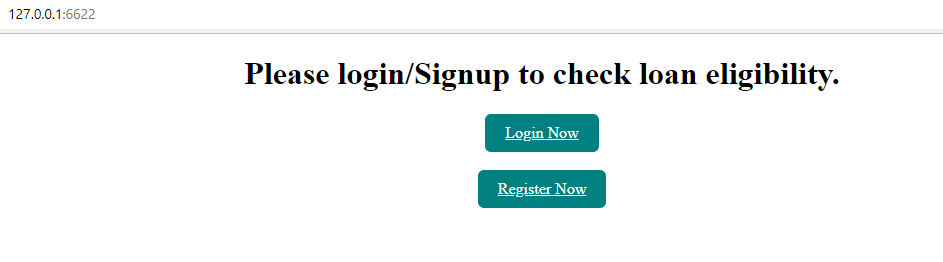 127.0.0.1:6622
Please login/Signup to check loan eligibility.
Login Now
Register Now